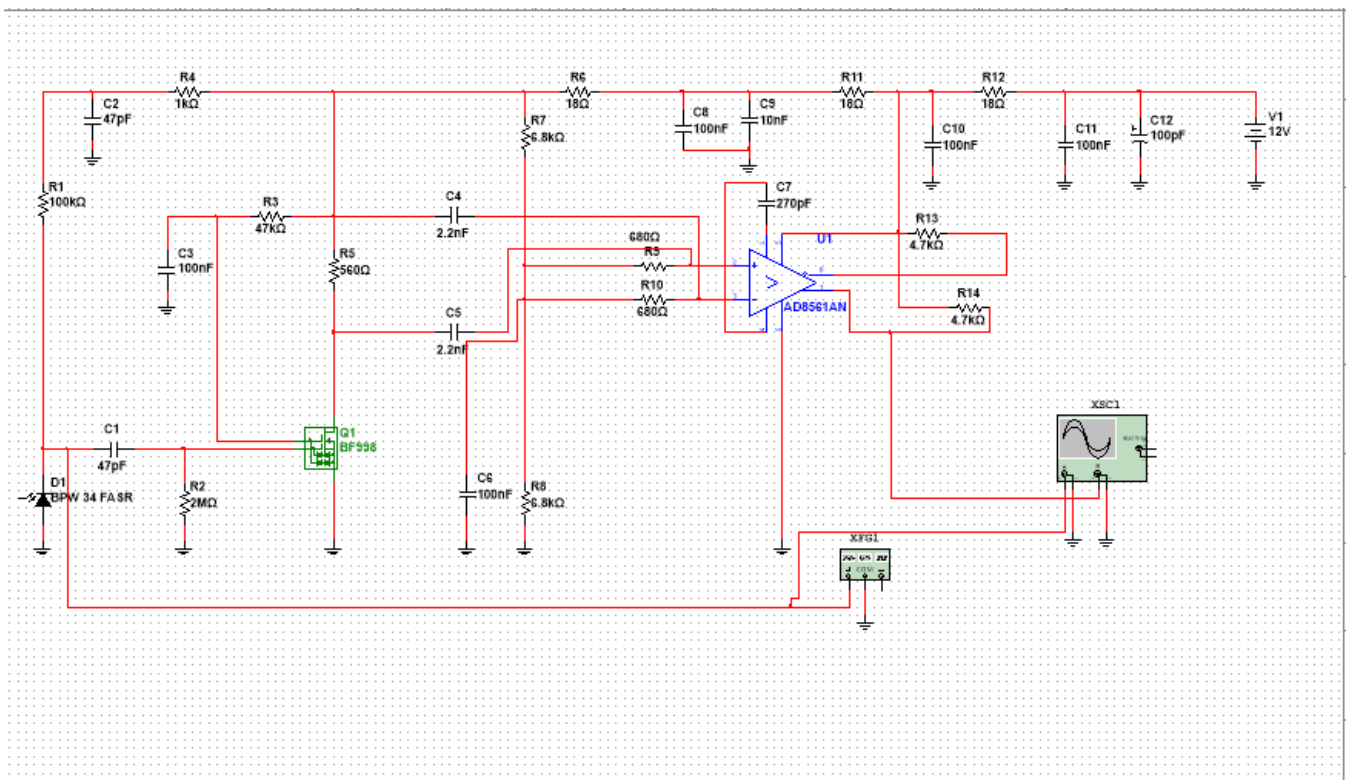 R4
1kΩ
C2
47pF
R6
18Ω
R7
6.8kΩ
C8
100nF
C9
10nF
R11
18Ω
R12
18Ω
C10
100nF
C11
100nF
C12
100pF
V1
12V
R1
100kΩ
R3
47kΩ
C4
2.2nF
C7
270pF
C3
100nF
R5
560Ω
680Ω
R9
R10
680Ω
U1
AD8561AN
R13
4.7kΩ
R14
4.7kΩ
C5
2.2nF
XSC1
C1
47pF
Q1
BF998
D1
BPW 34 FASR
R2
2MΩ
C6
100nF
R8
6.8kΩ
XFG1
COM